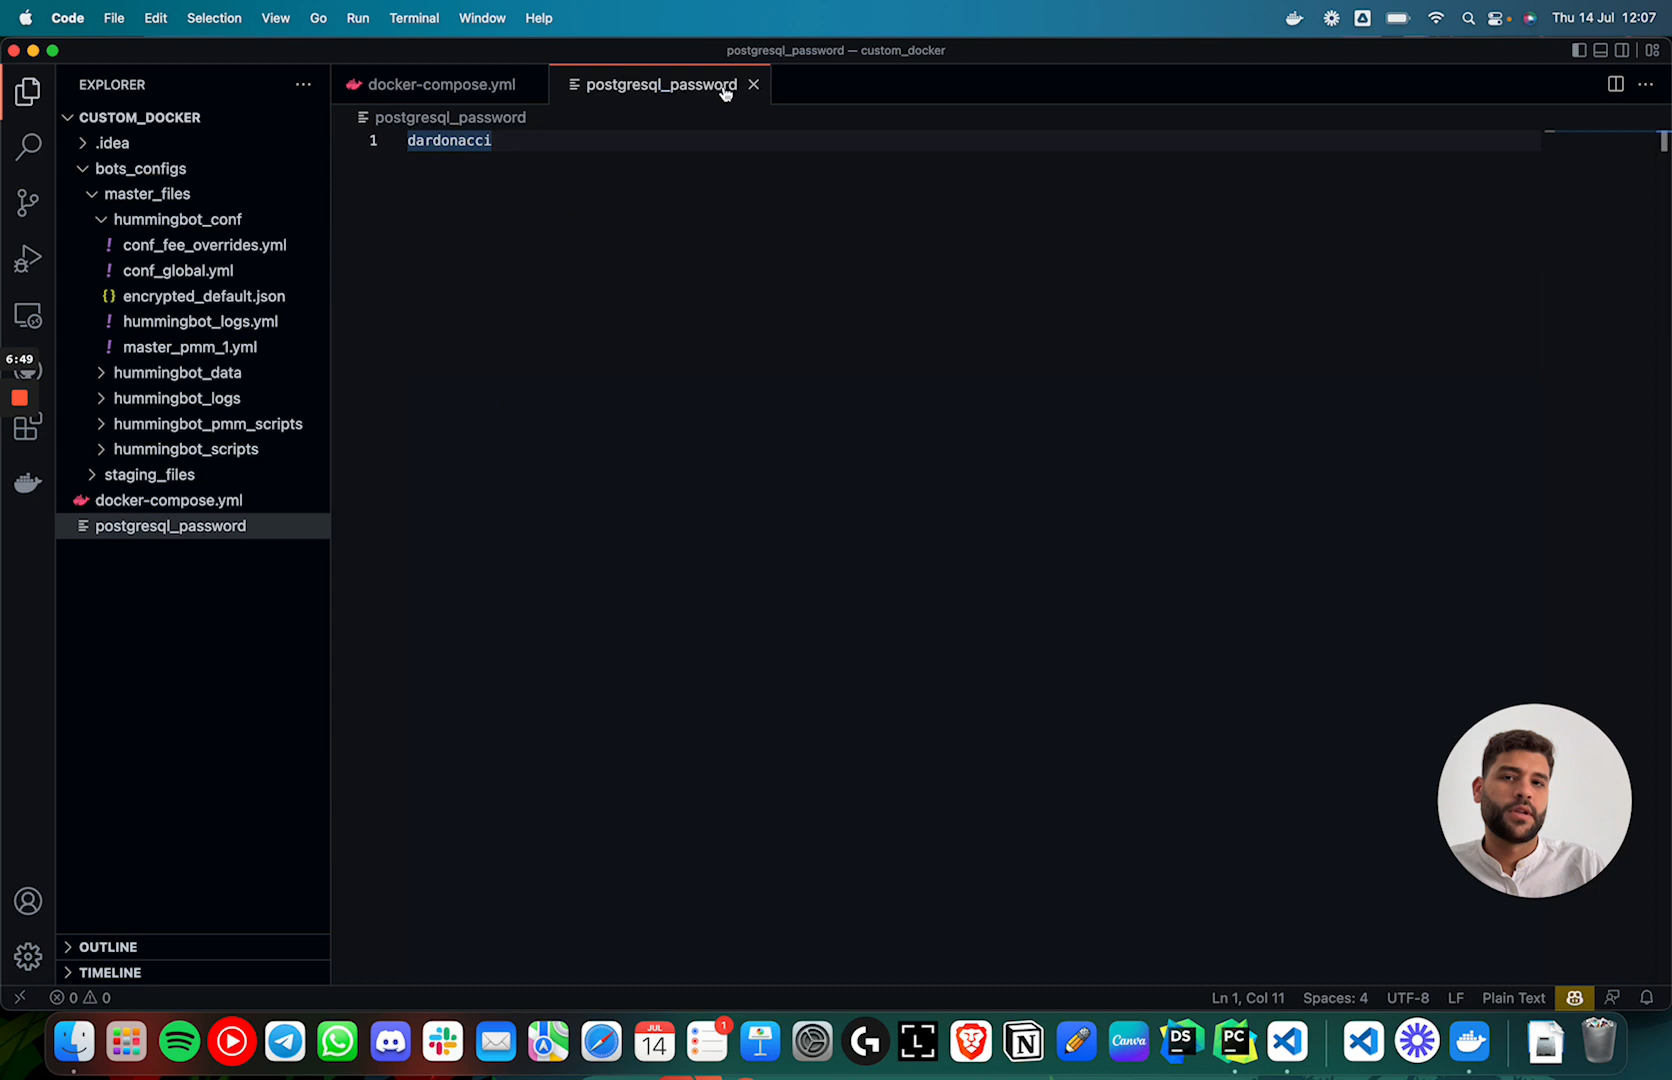 Code File Edit Selection View Go Run Terminal Window Help
Thu 14 Jul 12:07
postgresql_password — custom_docker
EXPLORER
docker-compose.yml
postgresql_password
CUSTOM_DOCKER
postgresql_password
1 dardonacci
.idea
bots_configs
master_files
hummingbot_conf
! conf_fee_overrides.yml
! conf_global.yml
{} encrypted_default.json
! hummingbot_logs.yml
! master_pmm_1.yml
6:49
hummingbot_data
hummingbot_logs
hummingbot_pmm_scripts
hummingbot_scripts
staging_files
docker-compose.yml
postgresql_password
OUTLINE
TIMELINE
0 0
Ln 1, Col 11 Spaces: 4 UTF-8 LF Plain Text
JUL
14
1
L
N
Canva
DS
PC